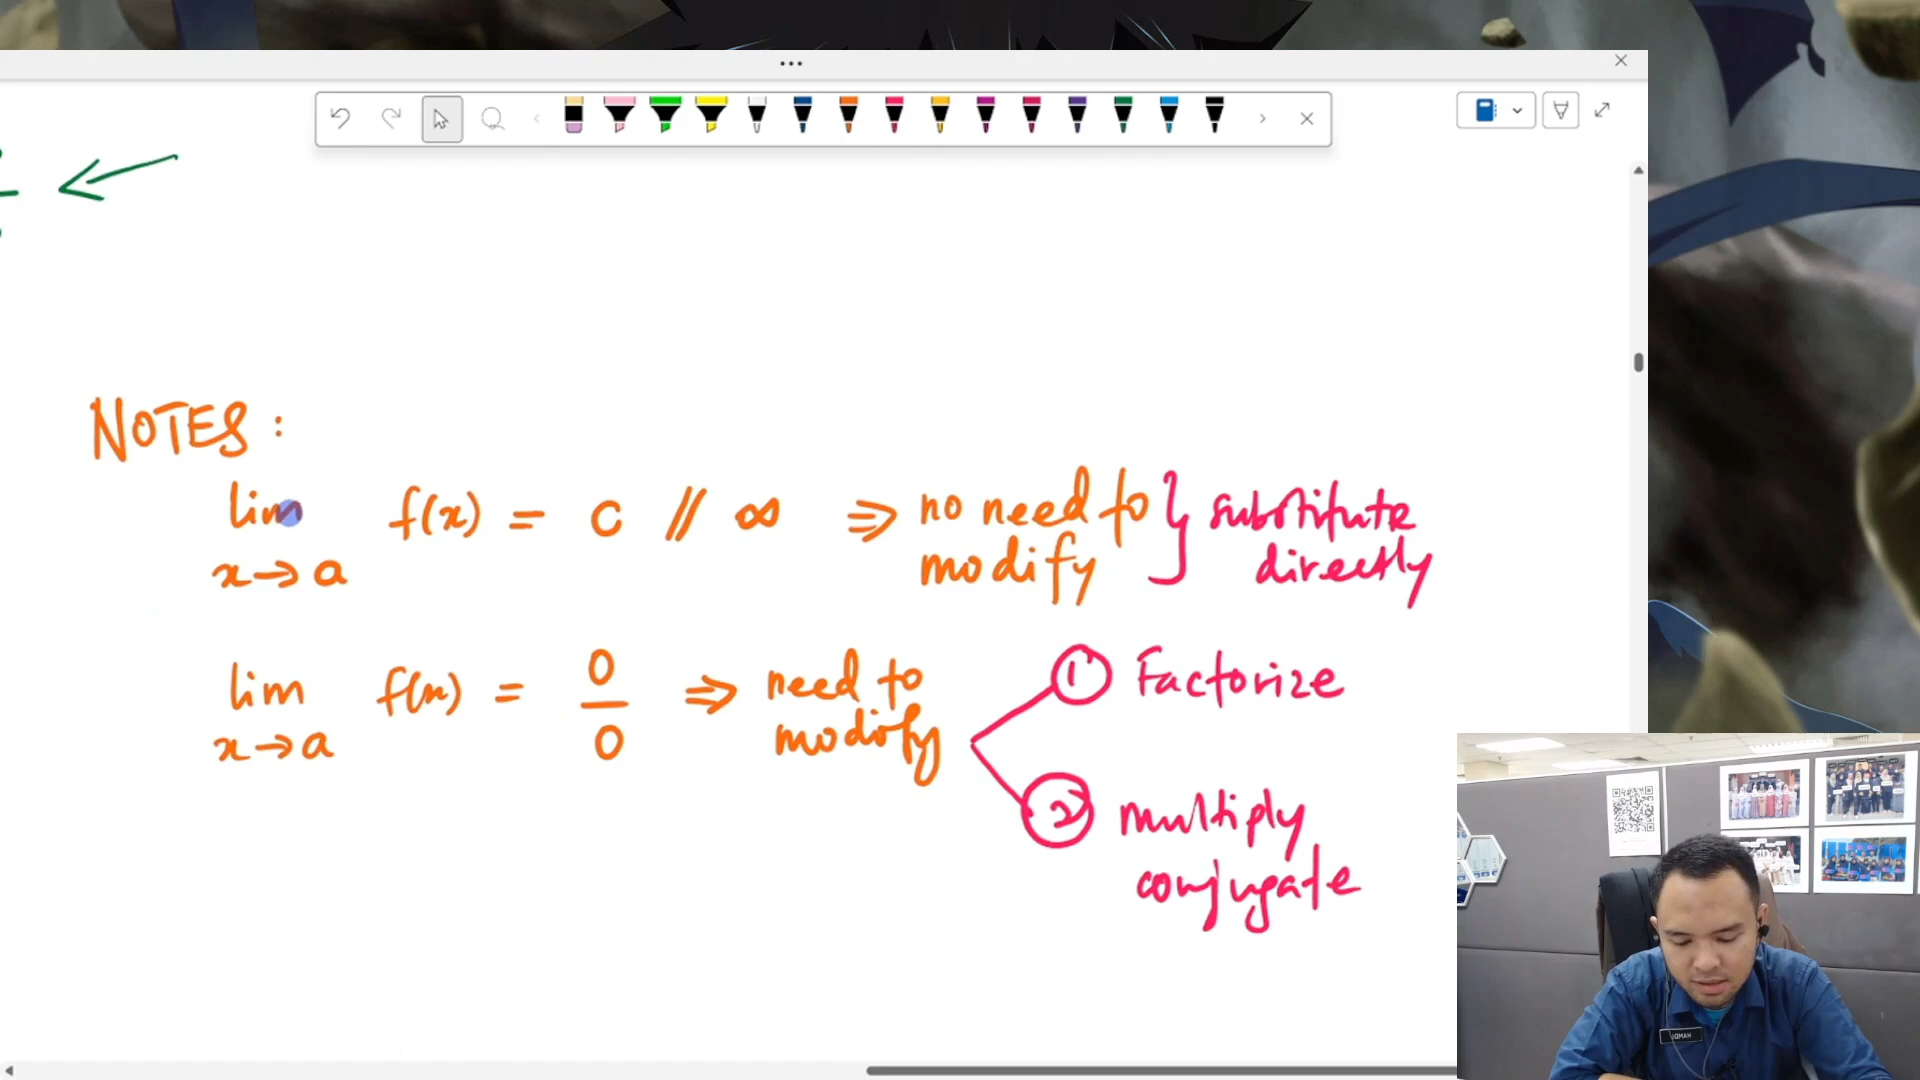 NOTES :
lim f(x) = c // ∞ ⇒ no need to } substitute
x→a modify directly
lim f(x) = 0/0 ⇒ need to ① Factorize
x→a modify
② multiply
conjugate